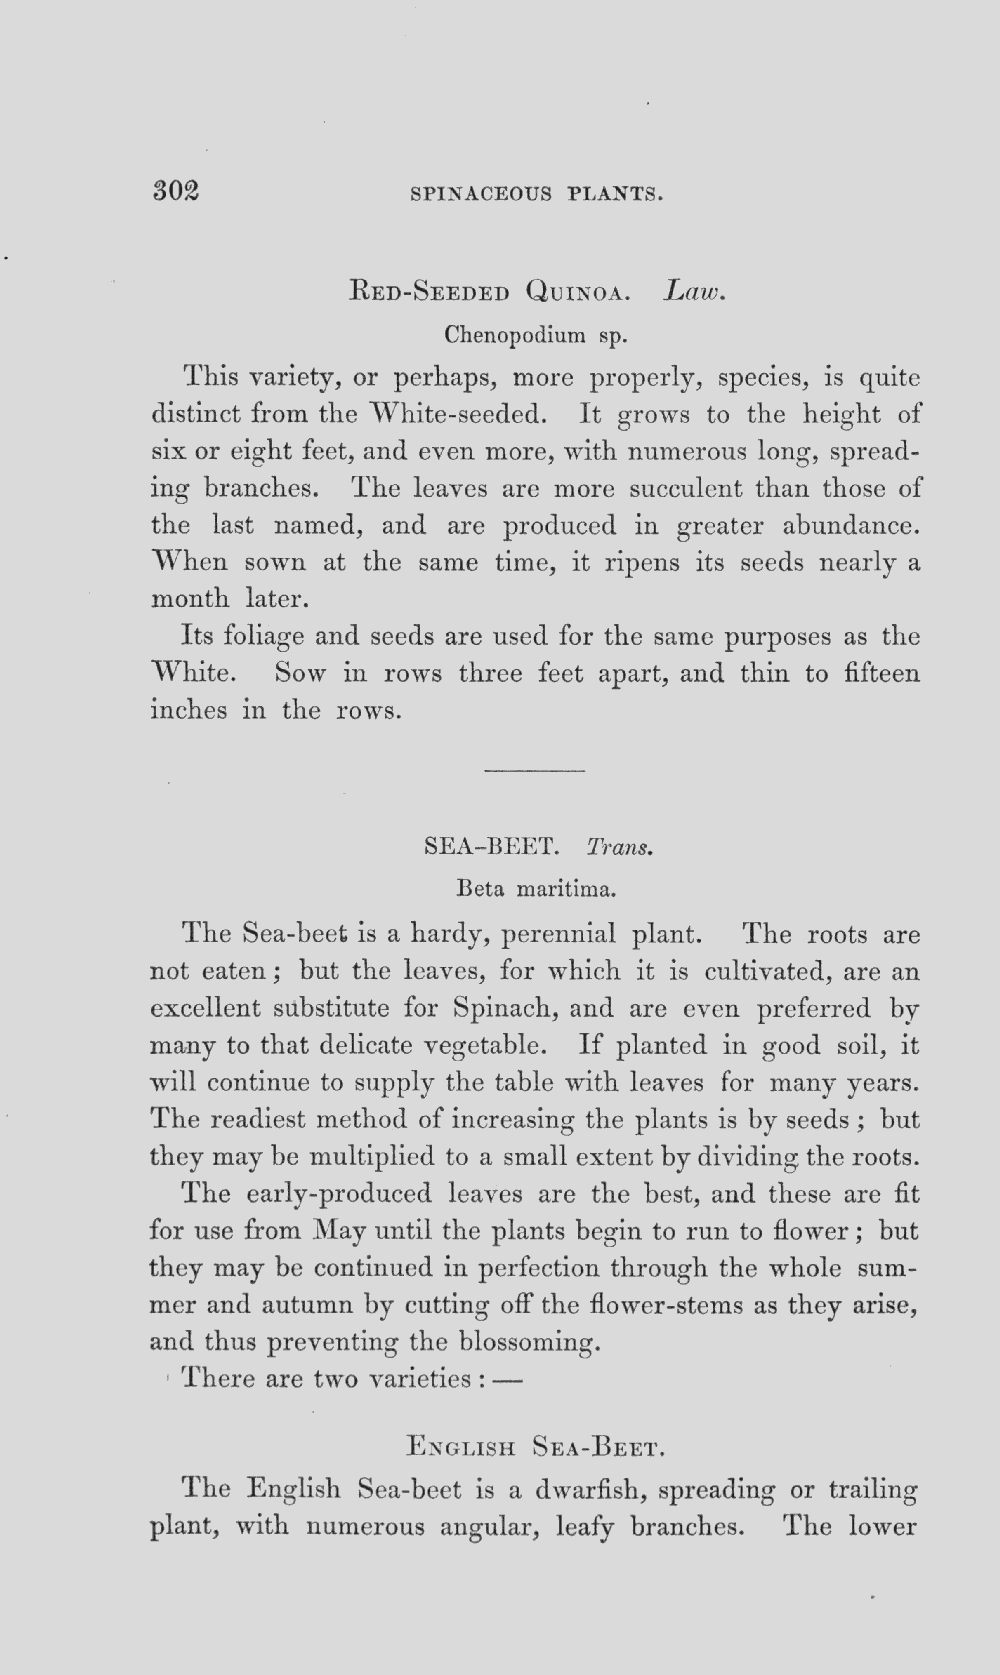 302 SPINACEOUS PLANTS.
RED-SEEDED QUINOA. Law.
Chenopodium sp.
This variety, or perhaps, more properly, species, is quite
distinct from the White-seeded. It grows to the height of
six or eight feet, and even more, with numerous long, spread-
ing branches. The leaves are more succulent than those of
the last named, and are produced in greater abundance.
When sown at the same time, it ripens its seeds nearly a
month later.
Its foliage and seeds are used for the same purposes as the
White. Sow in rows three feet apart, and thin to fifteen
inches in the rows.
SEA-BEET. Trans.
Beta maritima.
The Sea-beet is a hardy, perennial plant. The roots are
not eaten; but the leaves, for which it is cultivated, are an
excellent substitute for Spinach, and are even preferred by
many to that delicate vegetable. If planted in good soil, it
will continue to supply the table with leaves for many years.
The readiest method of increasing the plants is by seeds; but
they may be multiplied to a small extent by dividing the roots.
The early-produced leaves are the best, and these are fit
for use from May until the plants begin to run to flower; but
they may be continued in perfection through the whole sum-
mer and autumn by cutting off the flower-stems as they arise,
and thus preventing the blossoming.
There are two varieties: —
ENGLISH SEA-BEET.
The English Sea-beet is a dwarfish, spreading or trailing
plant, with numerous angular, leafy branches. The lower